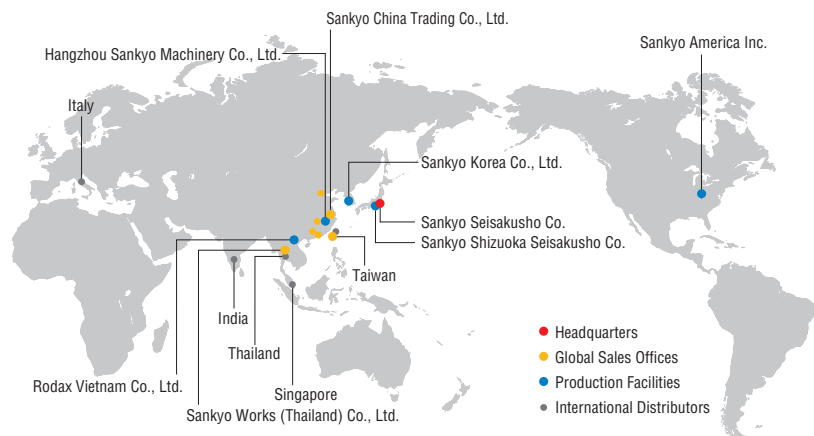 Sankyo China Trading Co., Ltd.
Hangzhou Sankyo Machinery Co., Ltd.
Sankyo America Inc.
Italy
Sankyo Korea Co., Ltd.
Sankyo Seisakusho Co.
Sankyo Shizuoka Seisakusho Co.
Taiwan
India
Thailand
Rodax Vietnam Co., Ltd.
Singapore
Sankyo Works (Thailand) Co., Ltd.
Headquarters
Global Sales Offices
Production Facilities
International Distributors